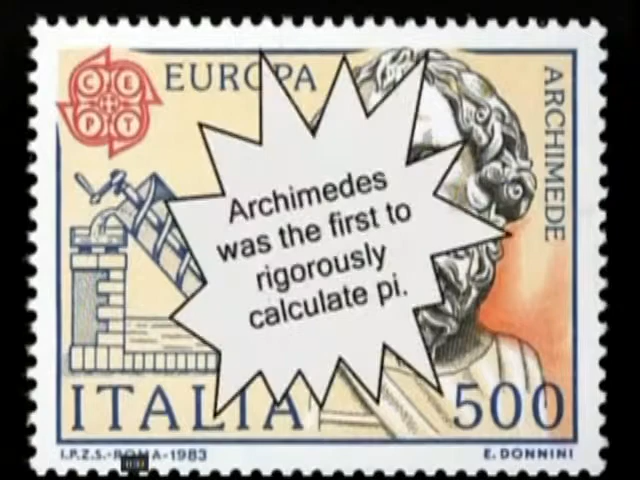 EUROPA
C E
P T
ARCHIMEDE
Archimedes
was the first to
rigorously
calculate pi.
ITALIA
500
I.P.Z.S.-ROMA-1983
E. DONNINI